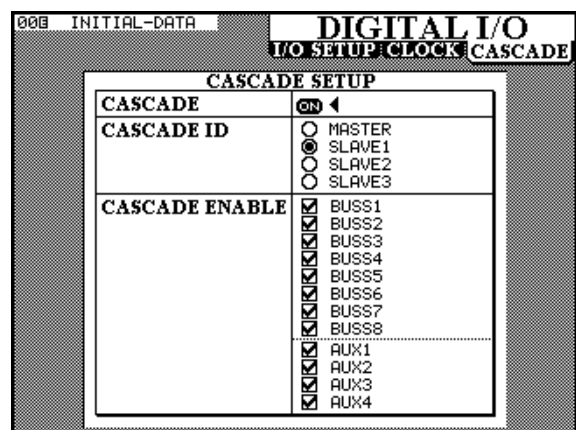 000 INITIAL-DATA
DIGITAL I/O
I/O SETUP CLOCK CASCADE
CASCADE SETUP
CASCADE ON
CASCADE ID
MASTER
SLAVE1
SLAVE2
SLAVE3
CASCADE ENABLE
BUSS1
BUSS2
BUSS3
BUSS4
BUSS5
BUSS6
BUSS7
BUSS8
AUX1
AUX2
AUX3
AUX4